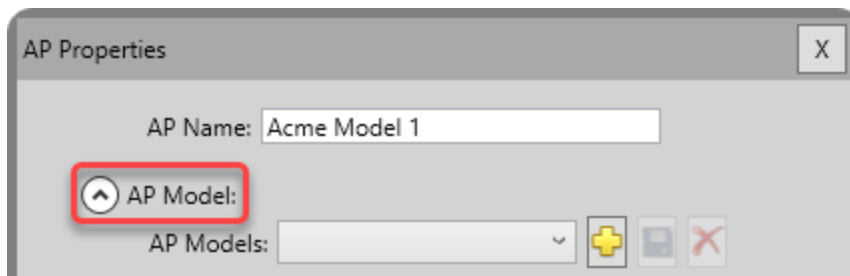 AP Properties
X
AP Name: Acme Model 1
AP Model:
AP Models: